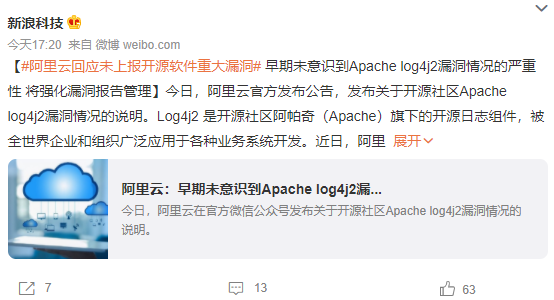 新浪科技
今天17:20 来自 微博 weibo.com
【#阿里云回应未上报开源软件重大漏洞# 早期未意识到Apache log4j2漏洞情况的严重
性 将强化漏洞报告管理】今日，阿里云官方发布公告，发布关于开源社区Apache
log4j2漏洞情况的说明。Log4j2 是开源社区阿帕奇（Apache）旗下的开源日志组件，被
全世界企业和组织广泛应用于各种业务系统开发。近日，阿里 展开
阿里云：早期未意识到Apache log4j2漏...
今日，阿里云在官方微信公众号发布关于开源社区Apache log4j2漏洞情况的
说明。
7 13 63